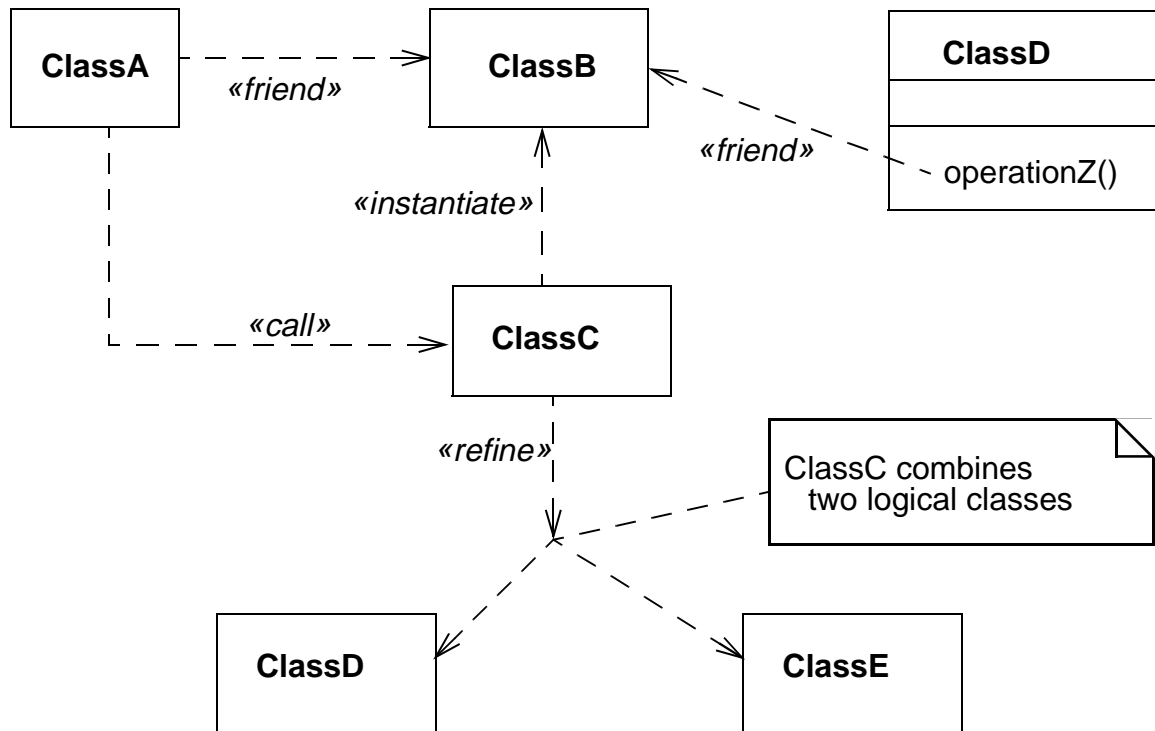 ClassA
ClassB
ClassD
«friend»
«friend»
operationZ()
«instantiate»
«call»
ClassC
«refine»
ClassC combines
two logical classes
ClassD
ClassE